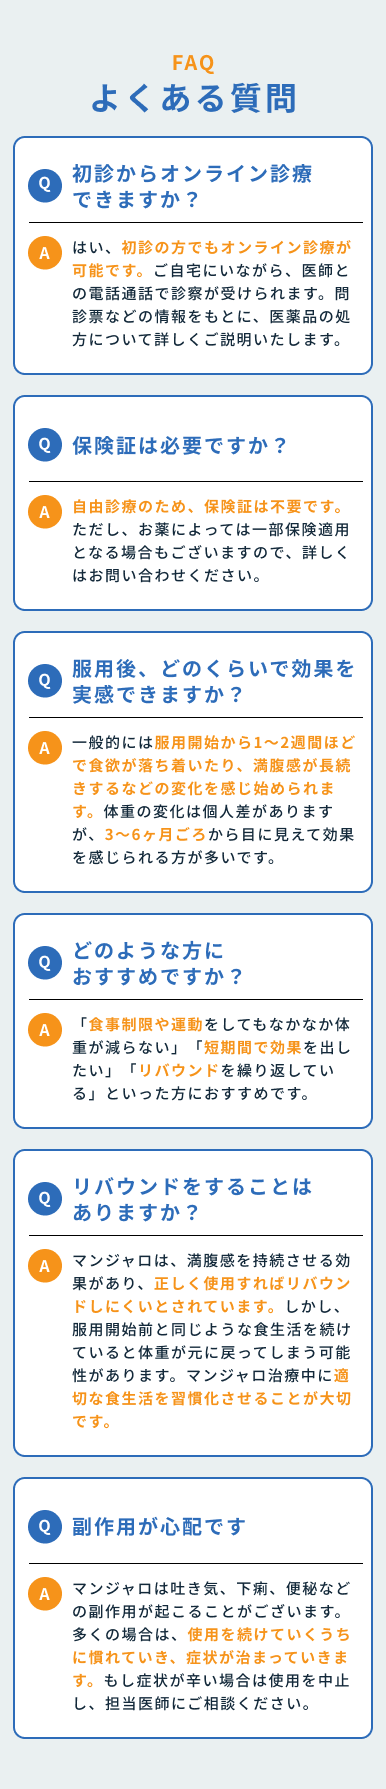 FAQ
よくある質問
Q
初診からオンライン診療
できますか？
A
はい、初診の方でもオンライン診療が
可能です。ご自宅にいながら、医師と
の電話通話で診察が受けられます。問
診票などの情報をもとに、医薬品の処
方について詳しくご説明いたします。
Q
保険証は必要ですか？
A
自由診療のため、保険証は不要です。
ただし、お薬によっては一部保険適用
となる場合もございますので、詳しく
はお問い合わせください。
Q
服用後、どのくらいで効果を
実感できますか？
A
一般的には服用開始から1〜2週間ほど
で食欲が落ち着いたり、満腹感が長続
きするなどの変化を感じ始められま
す。体重の変化は個人差があります
が、3〜6ヶ月ごろから目に見えて効果
を感じられる方が多いです。
Q
どのような方に
おすすめですか？
A
「食事制限や運動をしてもなかなか体
重が減らない」「短期間で効果を出し
たい」「リバウンドを繰り返してい
る」といった方におすすめです。
Q
リバウンドをすることは
ありますか？
A
マンジャロは、満腹感を持続させる効
果があり、正しく使用すればリバウン
ドしにくいとされています。しかし、
服用開始前と同じような食生活を続け
ていると体重が元に戻ってしまう可能
性があります。マンジャロ治療中に適
切な食生活を習慣化させることが大切
です。
Q
副作用が心配です
A
マンジャロは吐き気、下痢、便秘など
の副作用が起こることがございます。
多くの場合は、使用を続けていくうち
に慣れていき、症状が治まっていきま
す。もし症状が辛い場合は使用を中止
し、担当医師にご相談ください。